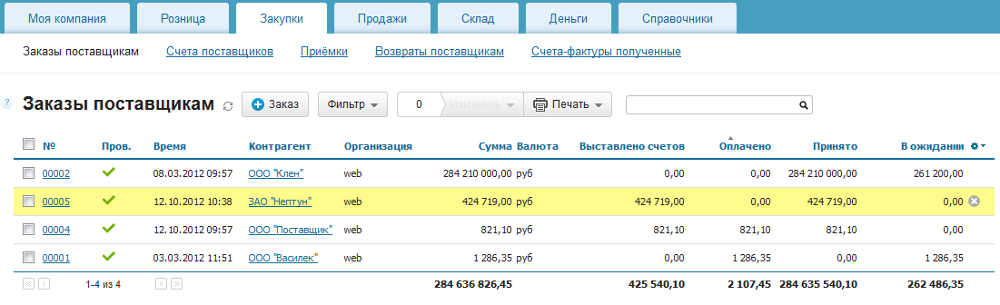 Моя компания Розница Закупки Продажи Склад Деньги Справочники
Заказы поставщикам Счета поставщиков Приёмки Возвраты поставщикам Счета-фактуры полученные
? Заказы поставщикам Заказ Фильтр 0 Изменить Печать
№ Пров. Время Контрагент Организация Сумма Валюта Выставлено счетов Оплачено Принято В ожидании
00002 08.03.2012 09:57 ООО "Клен" web 284 210 000,00 руб 0,00 0,00 284 210 000,00 261 200,00
00005 12.10.2012 10:38 ЗАО "Нептун" web 424 719,00 руб 424 719,00 0,00 424 719,00 0,00
00004 12.10.2012 09:57 ООО "Поставщик" web 821,10 руб 821,10 821,10 821,10 0,00
00001 03.03.2012 11:51 ООО "Василек" web 1 286,35 руб 0,00 1 286,35 0,00 1 286,35
1-4 из 4 284 636 826,45 425 540,10 2 107,45 284 635 540,10 262 486,35